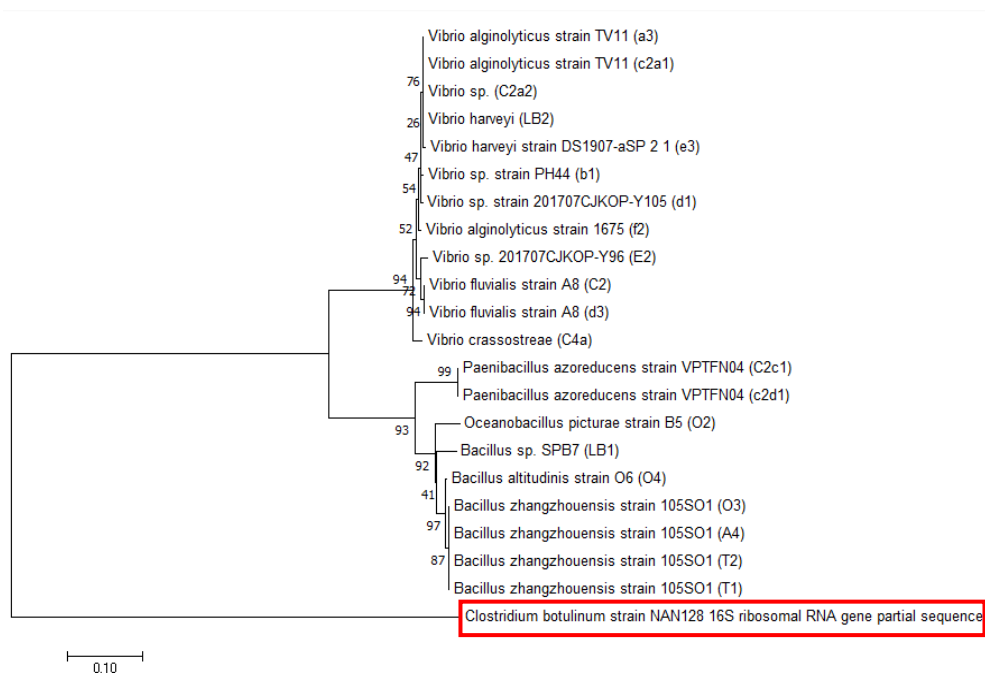 Vibrio alginolyticus strain TV11 (a3)
Vibrio alginolyticus strain TV11 (c2a1)
76
Vibrio sp. (C2a2)
Vibrio harveyi (LB2)
26
Vibrio harveyi strain DS1907-aSP 2 1 (e3)
47
Vibrio sp. strain PH44 (b1)
54
Vibrio sp. strain 201707CJKOP-Y105 (d1)
Vibrio alginolyticus strain 1675 (f2)
52
Vibrio sp. 201707CJKOP-Y96 (E2)
94
Vibrio fluvialis strain A8 (C2)
72
Vibrio fluvialis strain A8 (d3)
94
Vibrio crassostreae (C4a)
Paenibacillus azoreducens strain VPTFN04 (C2c1)
99
Paenibacillus azoreducens strain VPTFN04 (c2d1)
Oceanobacillus picturae strain B5 (O2)
93
Bacillus sp. SPB7 (LB1)
92
Bacillus altitudinis strain O6 (O4)
41
Bacillus zhangzhouensis strain 105SO1 (O3)
97
Bacillus zhangzhouensis strain 105SO1 (A4)
Bacillus zhangzhouensis strain 105SO1 (T2)
87
Bacillus zhangzhouensis strain 105SO1 (T1)
Clostridium botulinum strain NAN128 16S ribosomal RNA gene partial sequence
0.10